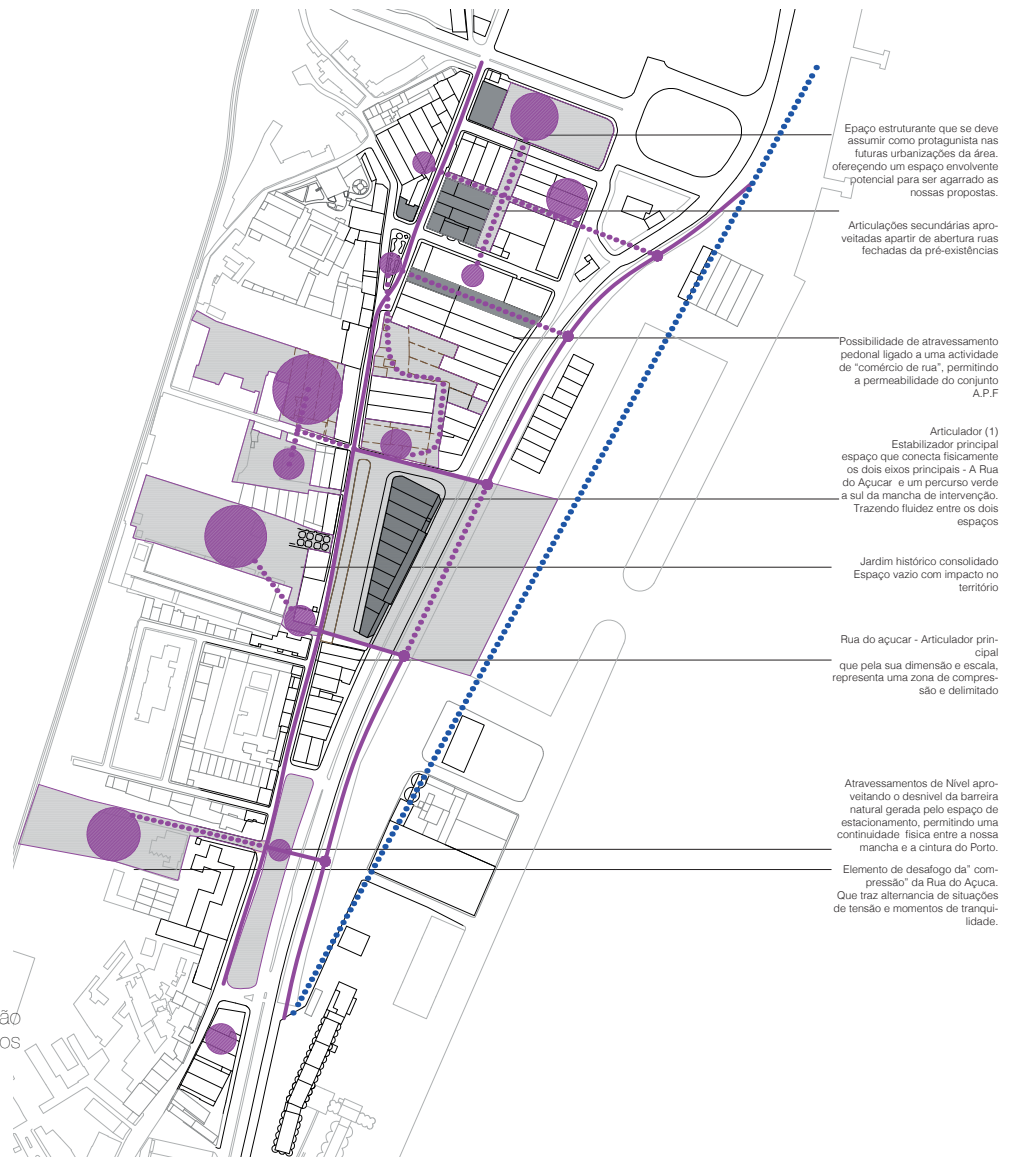 Epaço estruturante que se deve
assumir como protagonista nas
futuras urbanizações da área.
ofereçendo um espaço envolvente
potencial para ser agarrado as
nossas propostas.
Articulações secundárias apro-
veitadas apartir de abertura ruas
fechadas da pré-existências
Possibilidade de atravessamento
pedonal ligado a uma actividade
de “comércio de rua”, permitindo
a permeabilidade do conjunto
A.P.F
Articulador (1)
Estabilizador principal
espaço que conecta fisicamente
os dois eixos principais - A Rua
do Açucar e um percurso verde
a sul da mancha de intervenção.
Trazendo fluidez entre os dois
espaços
Jardim histórico consolidado
Espaço vazio com impacto no
território
Rua do açucar - Articulador prin-
cipal
que pela sua dimensão e escala,
representa uma zona de compres-
são e delimitado
Atravessamentos de Nível apro-
veitando o desnivel da barreira
natural gerada pelo espaço de
estacionamento, permitindo uma
continuidade fisica entre a nossa
mancha e a cintura do Porto.
Elemento de desafogo da" com-
pressão" da Rua do Açuca.
Que traz alternancia de situações
de tensão e momentos de tranqui-
lidade.
ão
os